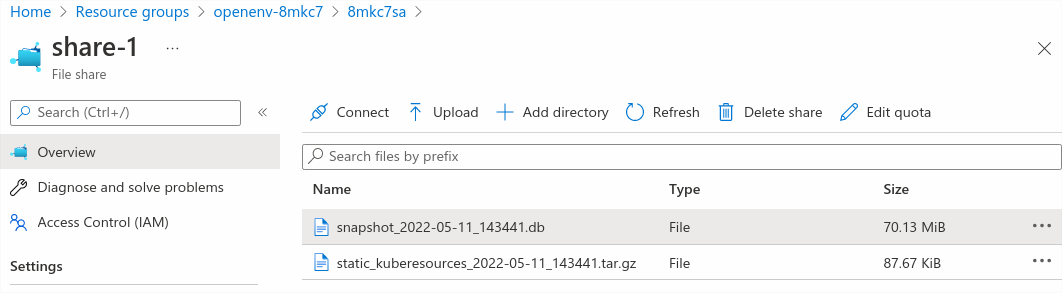 Home > Resource groups > openenv-8mkc7 > 8mkc7sa >
share-1 ...
File share
Search (Ctrl+/) «
Connect Upload Add directory Refresh Delete share Edit quota
Overview
Search files by prefix
Diagnose and solve problems
Name Type Size
Access Control (IAM)
snapshot_2022-05-11_143441.db File 70.13 MiB ...
Settings
static_kuberesources_2022-05-11_143441.tar.gz File 87.67 KiB ...